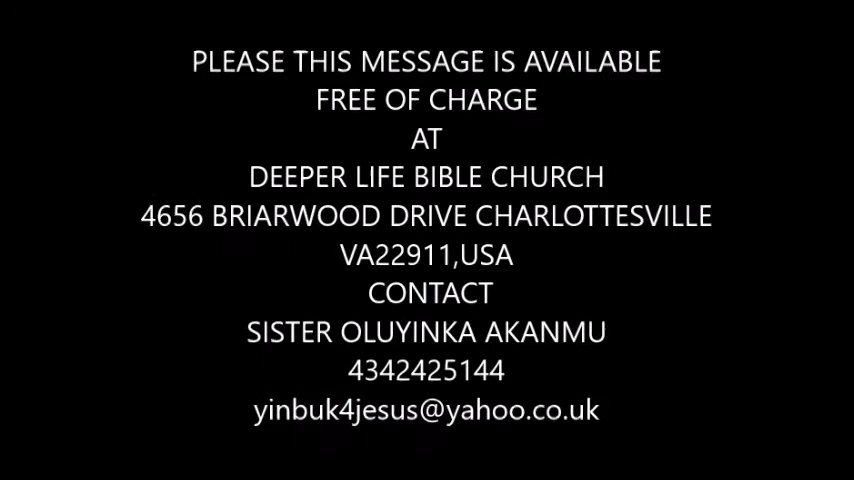 PLEASE THIS MESSAGE IS AVAILABLE
FREE OF CHARGE
AT
DEEPER LIFE BIBLE CHURCH
4656 BRIARWOOD DRIVE CHARLOTTESVILLE
VA22911,USA
CONTACT
SISTER OLUYINKA AKANMU
4342425144
yinbuk4jesus@yahoo.co.uk